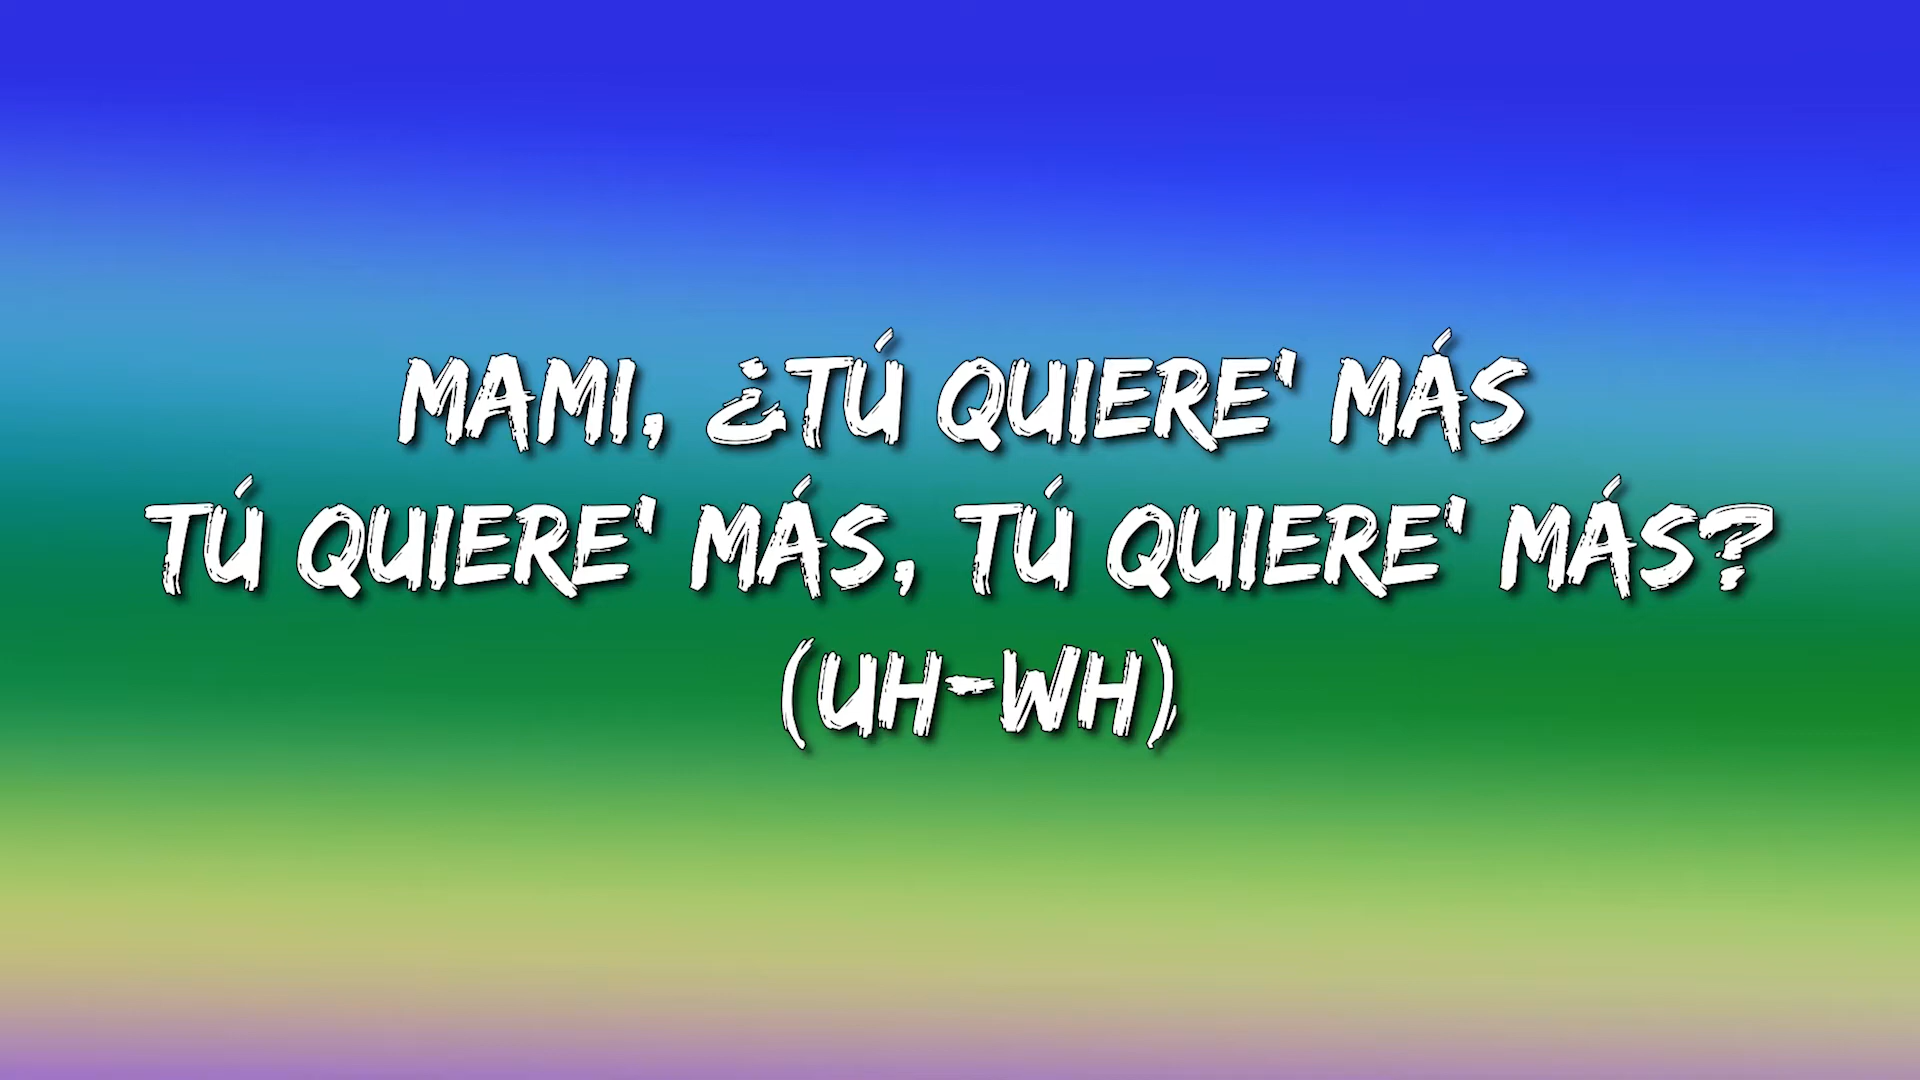 MAMI, ¿TÚ QUIERE' MÁS
TÚ QUIERE' MÁS, TÚ QUIERE' MÁS?
(UH-WH)